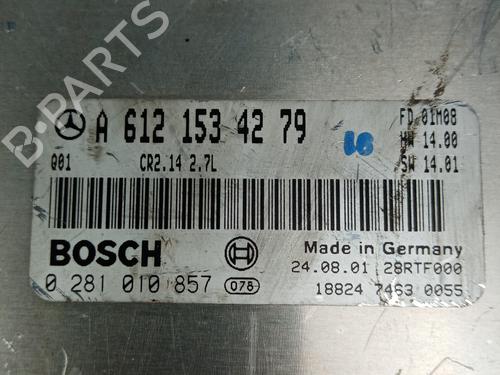 A 612 153 42 79
FD 01M08
HW 14.00
SW 14.01
Q01 CR2.14 2.7L
BOSCH
Made in Germany
0 281 010 857 078
24.08.01 28RTF000
18824 7463 0055
B-PARTS